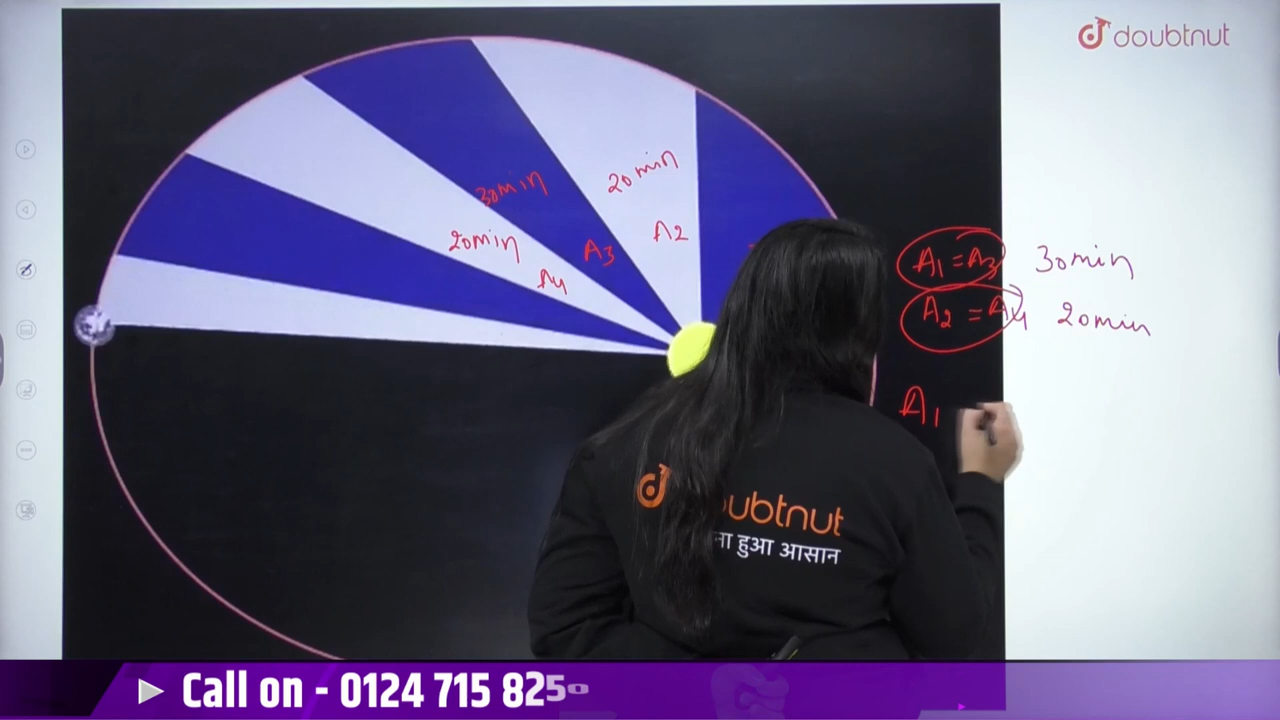 doubtnut
30min
20min
20min
A3
A2
A4
A1 = A3 30min
A2 = A4 20min
A1
doubtnut
ना हुआ आसान
Call on - 0124 715 825